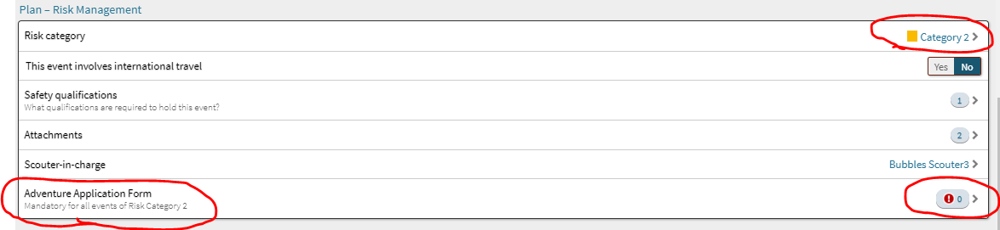 Plan – Risk Management
Risk category
Category 2
This event involves international travel
Yes No
Safety qualifications
What qualifications are required to hold this event?
1
Attachments
2
Scouter-in-charge
Bubbles Scouter3
Adventure Application Form
Mandatory for all events of Risk Category 2
0